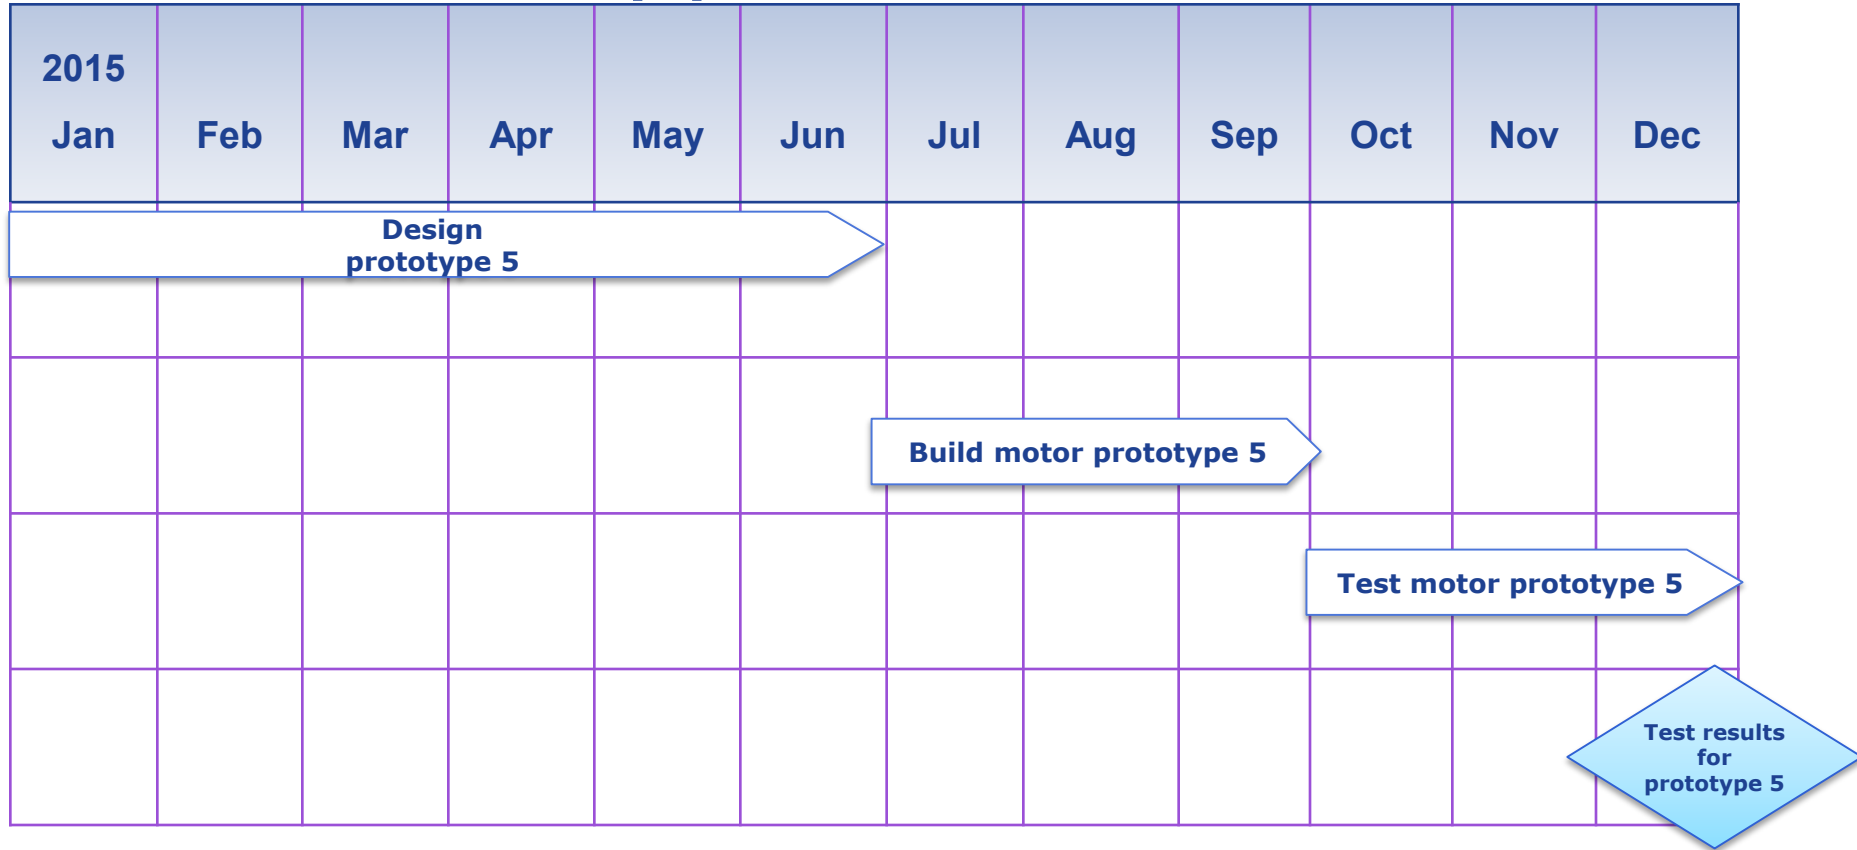 2015
Jan Feb Mar Apr May Jun Jul Aug Sep Oct Nov Dec
Design
prototype 5
Build motor prototype 5
Test motor prototype 5
Test results
for
prototype 5